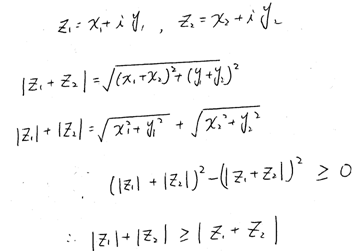 z₁ = x₁ + i y₁ , z₂ = x₂ + i y₂
|z₁ + z₂| = √(x₁+x₂)²+(y₁+y₂)²
|z₁| + |z₂| = √x₁²+y₁² + √x₂²+y₂²
(|z₁| + |z₂|)² − (|z₁ + z₂|)² ≥ 0
∴ |z₁| + |z₂| ≥ | z₁ + z₂ |